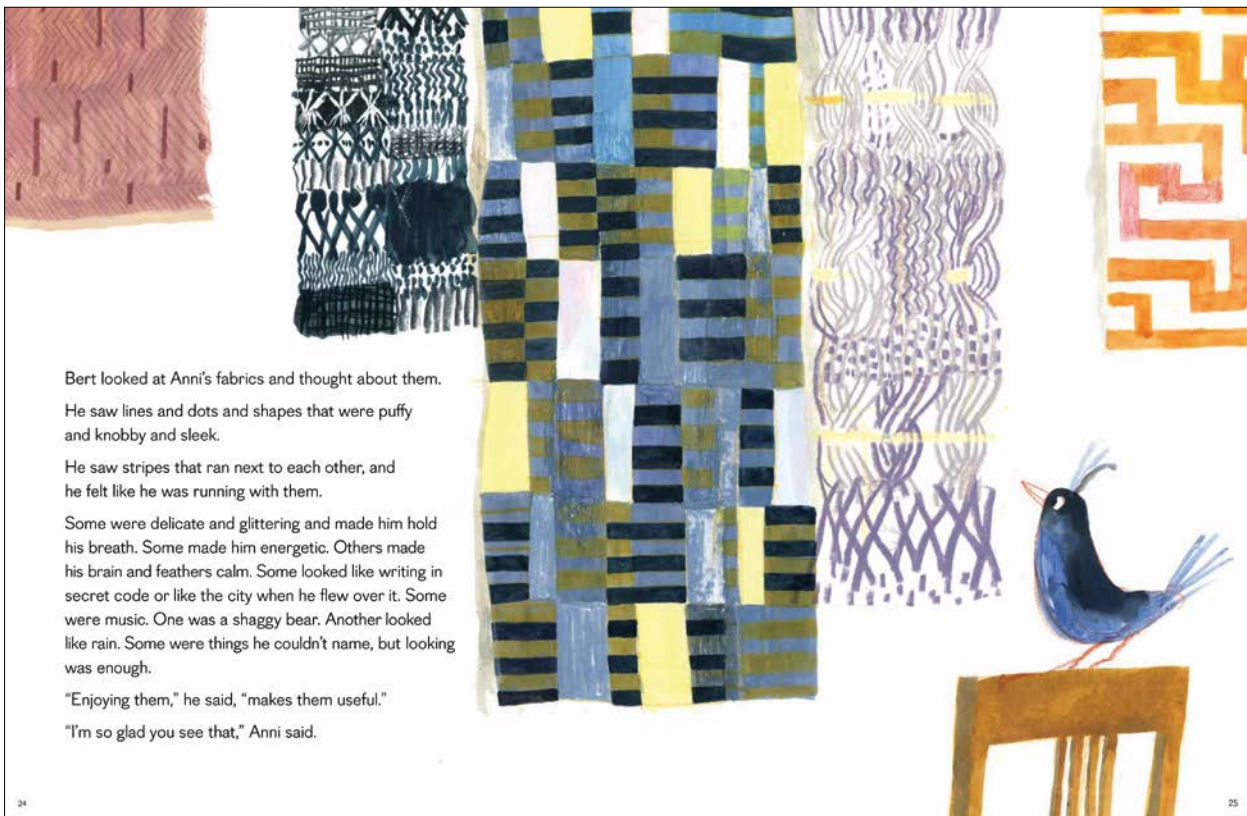 Bert looked at Anni’s fabrics and thought about them.
He saw lines and dots and shapes that were puffy
and knobby and sleek.
He saw stripes that ran next to each other, and
he felt like he was running with them.
Some were delicate and glittering and made him hold
his breath. Some made him energetic. Others made
his brain and feathers calm. Some looked like writing in
secret code or like the city when he flew over it. Some
were music. One was a shaggy bear. Another looked
like rain. Some were things he couldn’t name, but looking
was enough.
“Enjoying them,” he said, “makes them useful.”
“I’m so glad you see that,” Anni said.
24
25